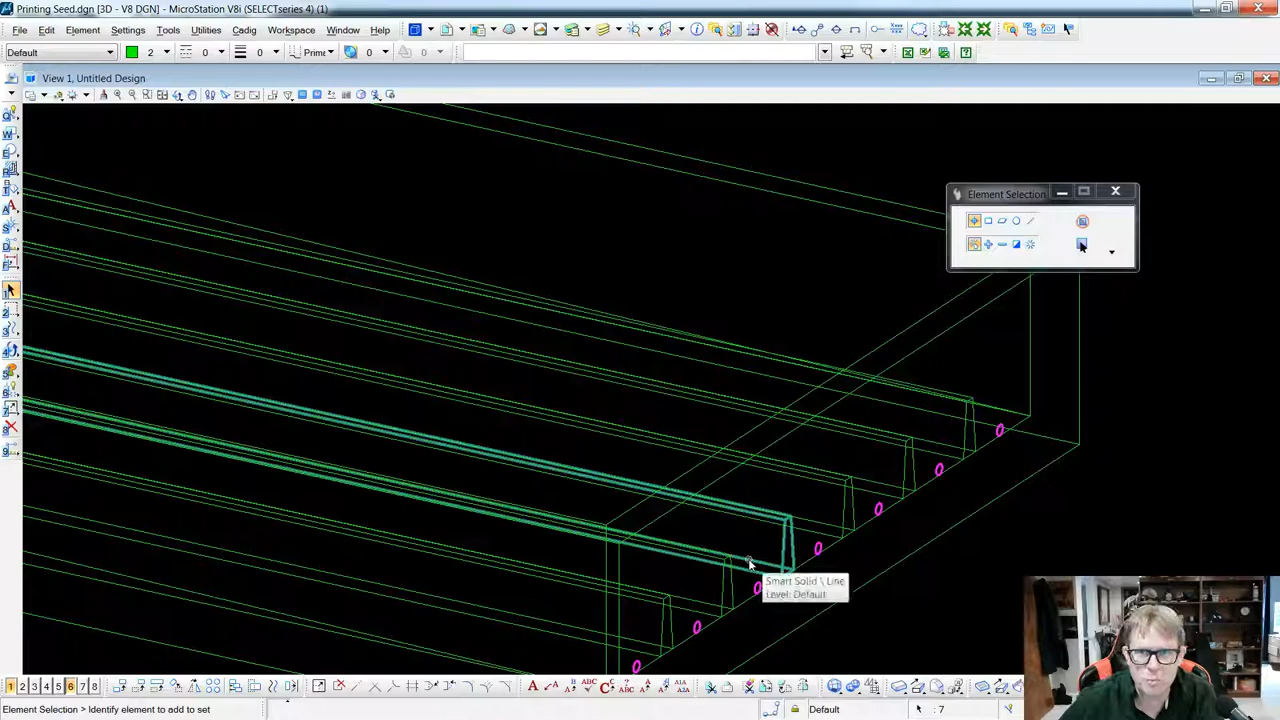 Printing Seed.dgn [3D - V8 DGN] - MicroStation V8i (SELECTseries 4) (1)
File Edit Element Settings Tools Utilities Cadig Workspace Window Help
Default 2 0 0 Prime 0 0
View 1, Untitled Design
Element Selection
0
0
0
0
0
0
0
Smart Solid \ Line
Level: Default
1 2 3 4 5 6 7 8
Element Selection > Identify element to add to set
Default : 7